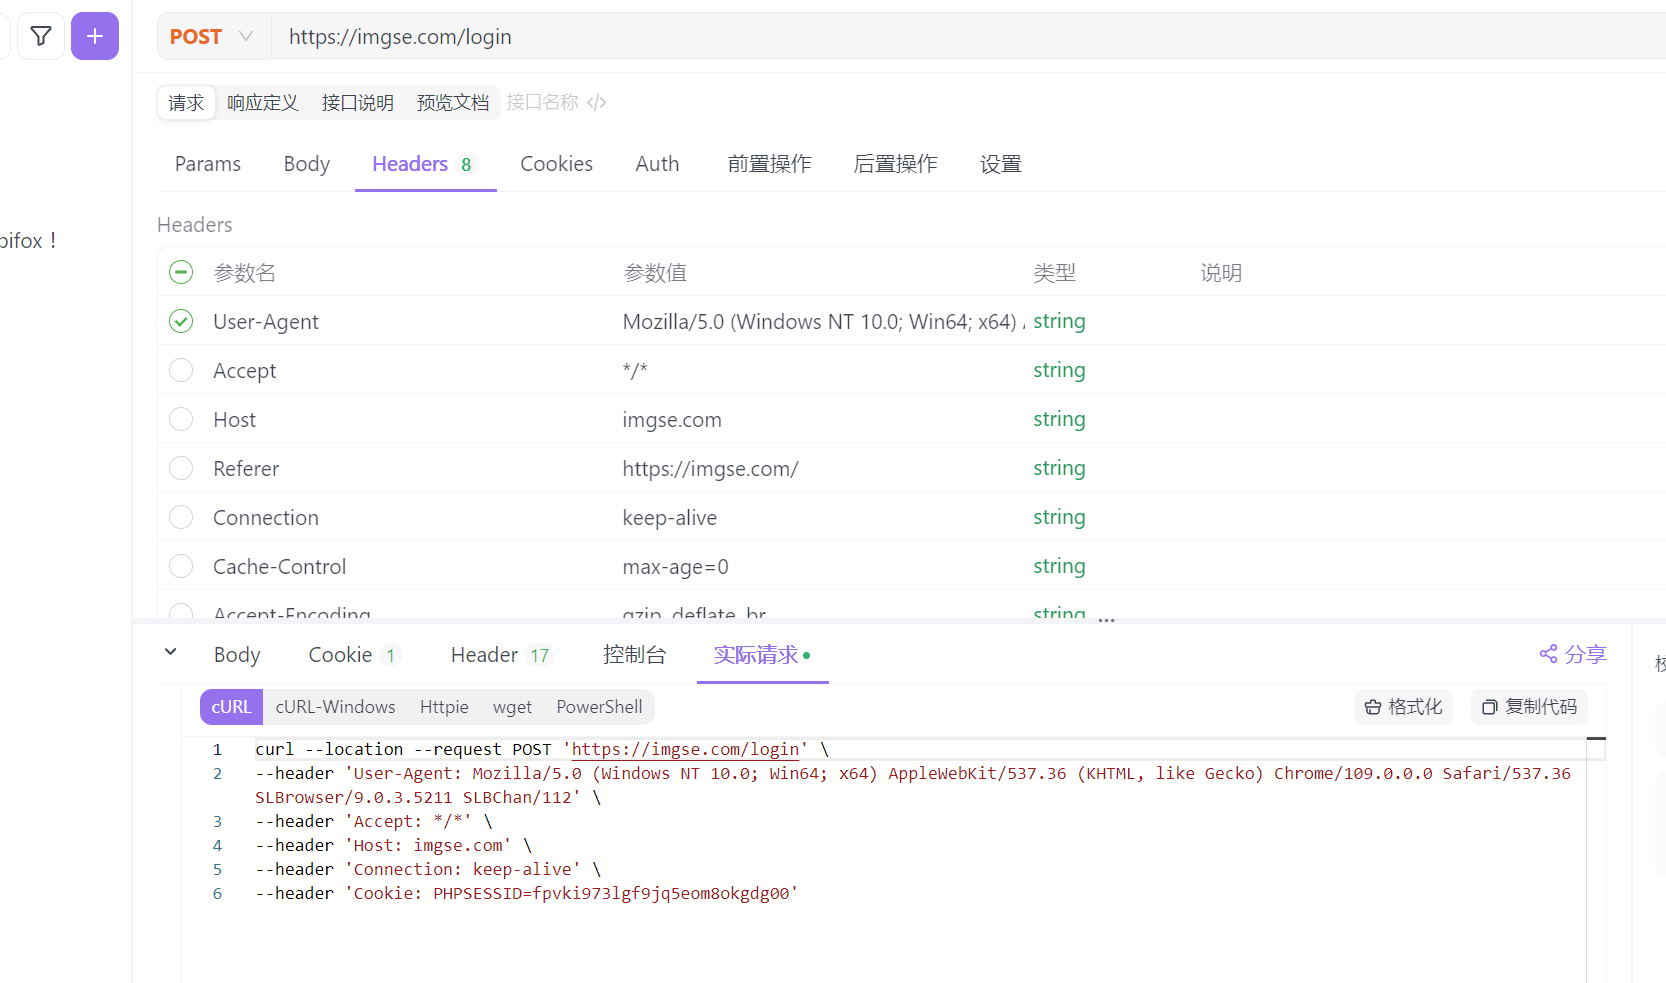 POST https://imgse.com/login
请求 响应定义 接口说明 预览文档 接口名称 </>
Params Body Headers 8 Cookies Auth 前置操作 后置操作 设置
Headers
pifox！
参数名 参数值 类型 说明
User-Agent Mozilla/5.0 (Windows NT 10.0; Win64; x64) string
Accept */* string
Host imgse.com string
Referer https://imgse.com/ string
Connection keep-alive string
Cache-Control max-age=0 string
Accept-Encoding gzip, deflate, br string ...
Body Cookie 1 Header 17 控制台 实际请求 分享
cURL cURL-Windows Httpie wget PowerShell 格式化 复制代码
1 curl --location --request POST 'https://imgse.com/login' \
2 --header 'User-Agent: Mozilla/5.0 (Windows NT 10.0; Win64; x64) AppleWebKit/537.36 (KHTML, like Gecko) Chrome/109.0.0.0 Safari/537.36
SLBrowser/9.0.3.5211 SLBChan/112' \
3 --header 'Accept: */*' \
4 --header 'Host: imgse.com' \
5 --header 'Connection: keep-alive' \
6 --header 'Cookie: PHPSESSID=fpvki973lgf9jq5eom8okgdg00'